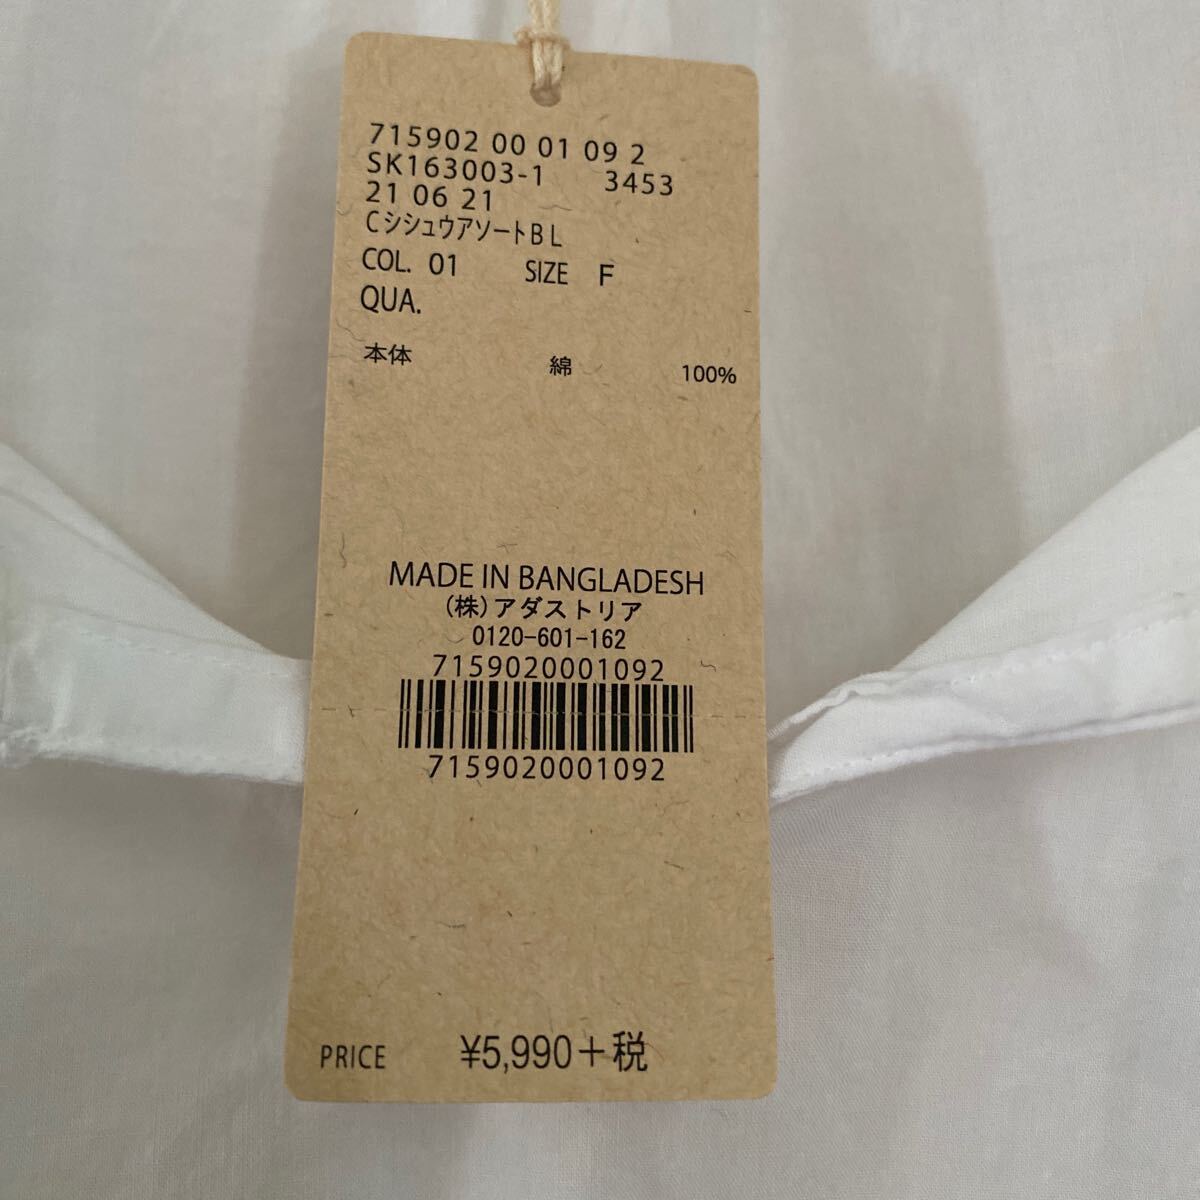 715902 00 01 09 2
SK163003-1 3453
21 06 21
CシシュウアソートBL
COL. 01 SIZE F
QUA.
本体 綿 100%
MADE IN BANGLADESH
(株)アダストリア
0120-601-162
7159020001092
7159020001092
PRICE ¥5,990+税